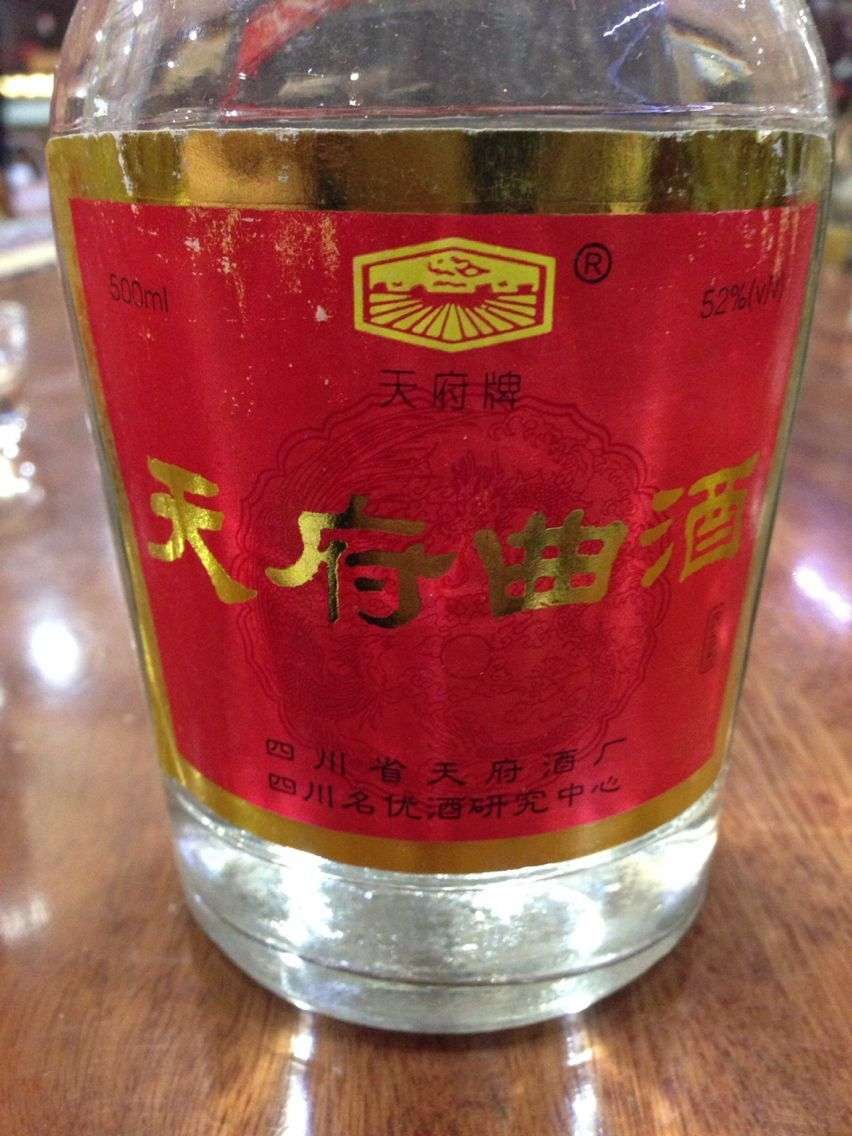 500ml
®
52%(v/v)
天府牌
天府曲酒
四川省天府酒厂
四川名优酒研究中心